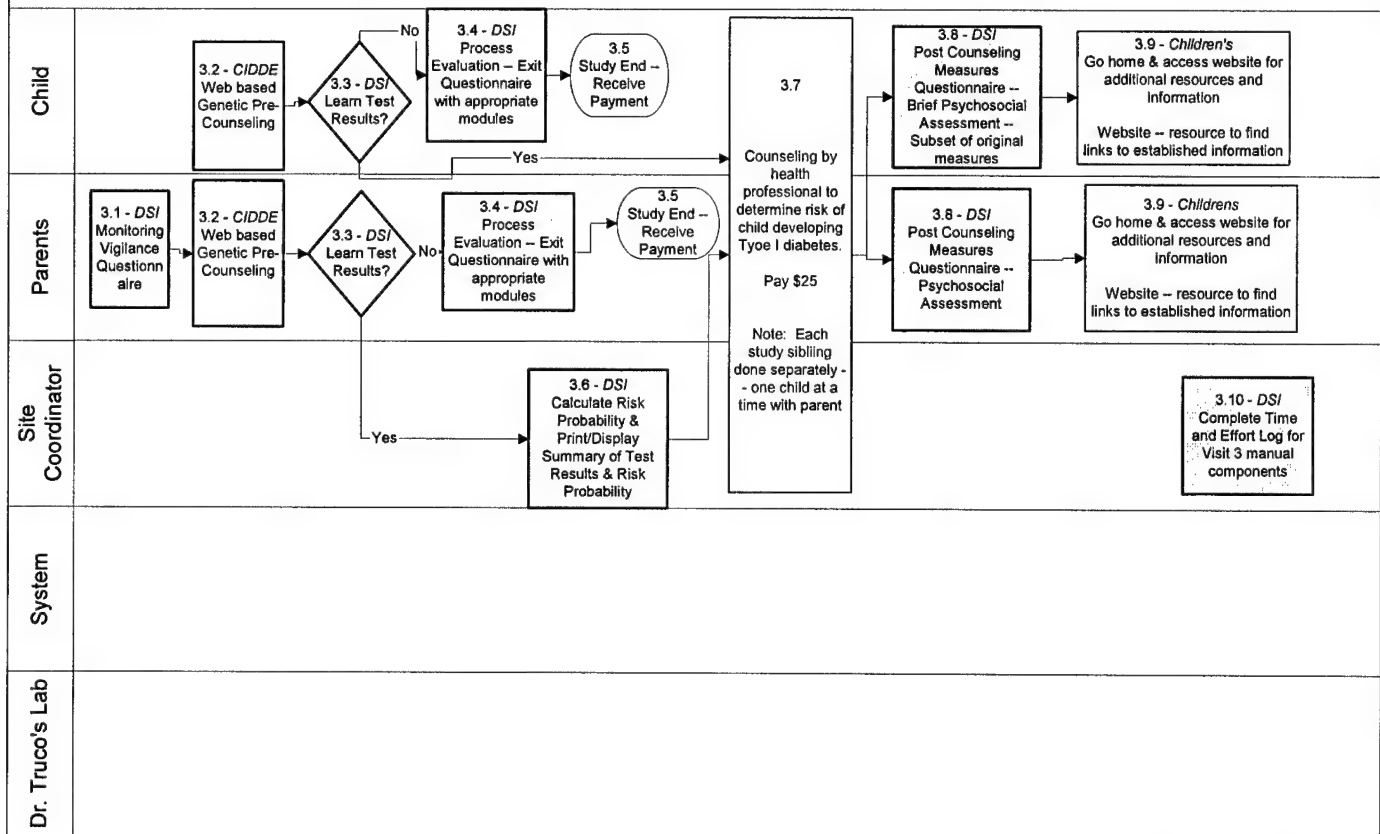 Child
3.2 - CIDDE
Web based
Genetic Pre-
Counseling
3.3 - DSI
Learn Test
Results?
No
3.4 - DSI
Process
Evaluation -- Exit
Questionnaire
with appropriate
modules
3.5
Study End --
Receive
Payment
Yes
3.7
Counseling by
health
professional to
determine risk of
child developing
Tyoe I diabetes.
Pay $25
Note: Each
study sibliing
done separately -
- one child at a
time with parent
3.8 - DSI
Post Counseling
Measures
Questionnaire --
Brief Psychosocial
Assessment --
Subset of original
measures
3.9 - Children's
Go home & access website for
additional resources and
information
Website -- resource to find
links to established information
Parents
3.1 - DSI
Monitoring
Vigilance
Questionn
aire
3.2 - CIDDE
Web based
Genetic Pre-
Counseling
3.3 - DSI
Learn Test
Results?
No
3.4 - DSI
Process
Evaluation -- Exit
Questionnaire with
appropriate
modules
3.5
Study End --
Receive
Payment
3.8 - DSI
Post Counseling
Measures
Questionnaire --
Psychosocial
Assessment
3.9 - Childrens
Go home & access website for
additional resources and
information
Website -- resource to find
links to established information
Site
Coordinator
Yes
3.6 - DSI
Calculate Risk
Probability &
Print/Display
Summary of Test
Results & Risk
Probability
3.10 - DSI
Complete Time
and Effort Log for
Visit 3 manual
components
System
Dr. Truco's Lab